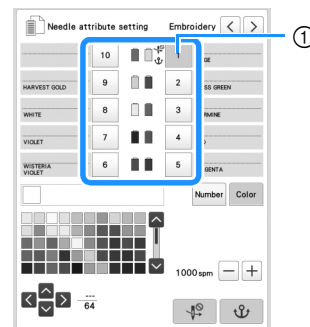 Needle attribute setting Embroidery < >
①
10 1 GE
HARVEST GOLD 9 2 SS GREEN
WHITE 8 3 RMINE
VIOLET 7 4
WISTERIA VIOLET 6 5 GENTA
Number Color
1000 spm − +
---
64